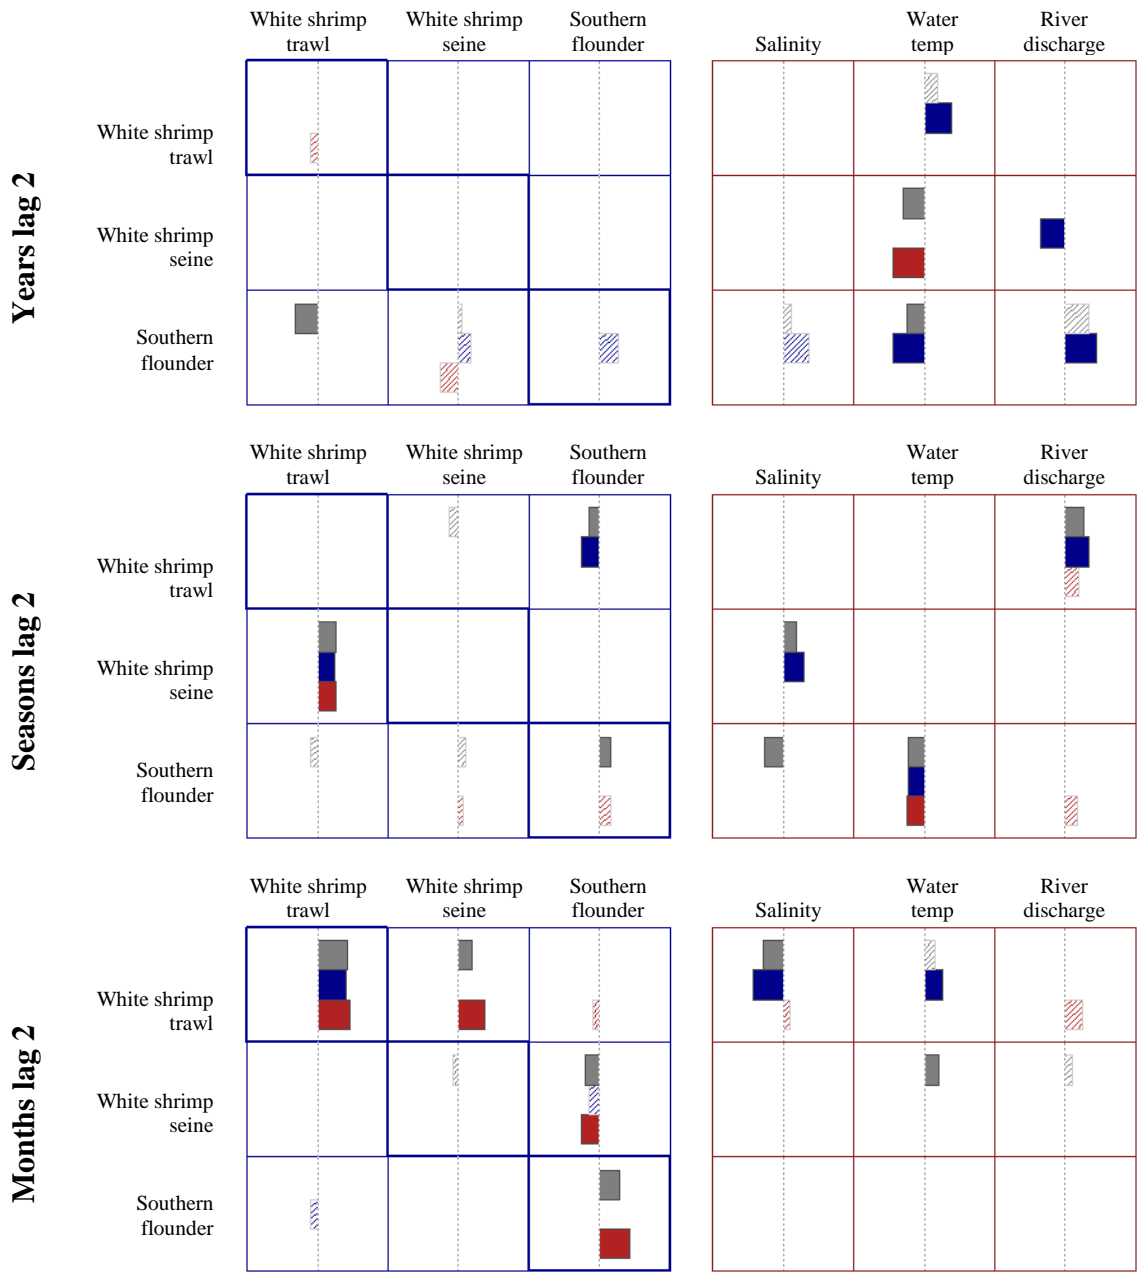 White shrimp White shrimp Southern Water River
trawl seine flounder Salinity temp discharge
Years lag 2
White shrimp
trawl
White shrimp
seine
Southern
flounder
White shrimp White shrimp Southern Water River
trawl seine flounder Salinity temp discharge
Seasons lag 2
White shrimp
trawl
White shrimp
seine
Southern
flounder
White shrimp White shrimp Southern Water River
trawl seine flounder Salinity temp discharge
Months lag 2
White shrimp
trawl
White shrimp
seine
Southern
flounder